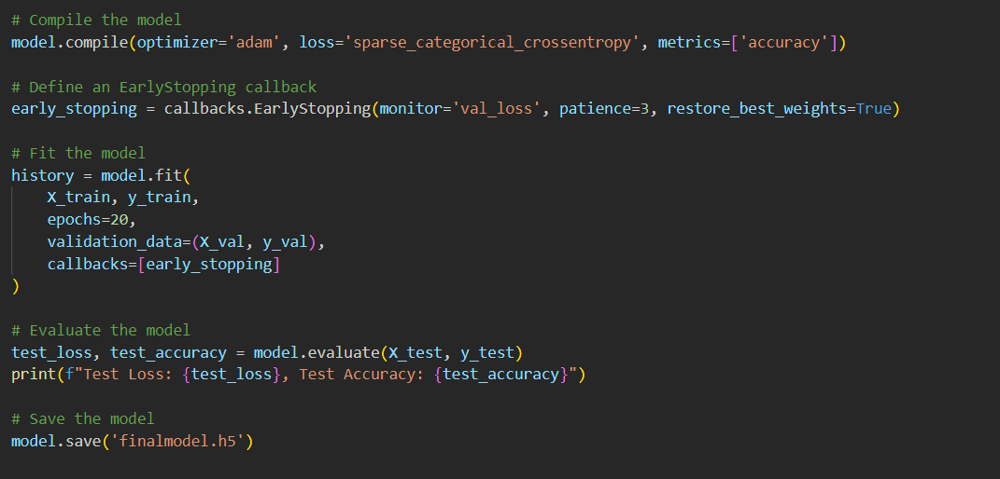 # Compile the model
model.compile(optimizer='adam', loss='sparse_categorical_crossentropy', metrics=['accuracy'])
# Define an EarlyStopping callback
early_stopping = callbacks.EarlyStopping(monitor='val_loss', patience=3, restore_best_weights=True)
# Fit the model
history = model.fit(
    X_train, y_train,
    epochs=20,
    validation_data=(X_val, y_val),
    callbacks=[early_stopping]
)
# Evaluate the model
test_loss, test_accuracy = model.evaluate(X_test, y_test)
print(f"Test Loss: {test_loss}, Test Accuracy: {test_accuracy}")
# Save the model
model.save('finalmodel.h5')